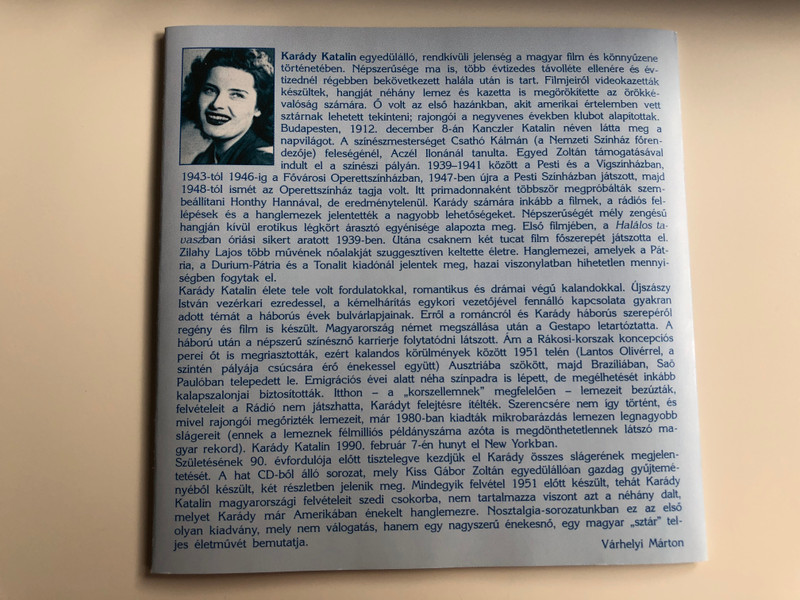 Karády Katalin egyedülálló, rendkívüli jelenség a magyar film és könnyűzene
történetében. Népszerűsége ma is, több évtizedes távolléte ellenére és év-
tizednél régebben bekövetkezett halála után is tart. Filmjeiről videokazetták
készültek, hangját néhány lemez és kazetta is megörökítette az örökké-
valóság számára. Ő volt az első hazánkban, akit amerikai értelemben vett
sztárnak lehetett tekinteni; rajongói a negyvenes években klubot alapítottak.
Budapesten, 1912. december 8-án Kanczler Katalin néven látta meg a
napvilágot. A színészmesterséget Csathó Kálmán (a Nemzeti Színház főren-
dezője) feleségénél, Aczél Ilonánál tanulta. Egyed Zoltán támogatásával
indult el a színészi pályán. 1939–1941 között a Pesti és a Vígszínházban,
1943-tól 1946-ig a Fővárosi Operettszínházban, 1947-ben újra a Pesti Színházban játszott, majd
1948-tól ismét az Operettszínház tagja volt. Itt primadonnaként többször megpróbálták szem-
beállítani Honthy Hannával, de eredménytelenül. Karády számára inkább a filmek, a rádiós fel-
lépések és a hanglemezek jelentették a nagyobb lehetőségeket. Népszerűségét mély zengésű
hangján kívül erotikus légkört árasztó egyénisége alapozta meg. Első filmjében, a Halálos ta-
vaszban óriási sikert aratott 1939-ben. Utána csaknem két tucat film főszerepét játszotta el.
Zilahy Lajos több művének nőalakját szuggesztíven keltette életre. Hanglemezei, amelyek a Pát-
ria, a Durium-Pátria és a Tonalit kiadónál jelentek meg, hazai viszonylatban hihetetlen mennyi-
ségben fogytak el.
Karády Katalin élete tele volt fordulatokkal, romantikus és drámai végű kalandokkal. Újszászy
István vezérkari ezredessel, a kémelhárítás egykori vezetőjével fennálló kapcsolata gyakran
adott témát a háborús évek bulvárlapjainak. Erről a románcról és Karády háborús szerepéről
regény és film is készült. Magyarország német megszállása után a Gestapo letartóztatta. A
háború után a népszerű színésznő karrierje folytatódni látszott. Ám a Rákosi-korszak koncepciós
perei őt is megriasztották, ezért kalandos körülmények között 1951 telén (Lantos Olivérrel, a
szintén pályája csúcsára érő énekessel együtt) Ausztriába szökött, majd Brazíliában, Saõ
Paulóban telepedett le. Emigrációs évei alatt néha színpadra is lépett, de megélhetését inkább
kalapszalonjai biztosították. Itthon – a „korszellemnek" megfelelően – lemezeit bezúzták,
felvételeit a Rádió nem játszhatta, Karádyt felejtésre ítélték. Szerencsére nem így történt, és
mivel rajongói megőrizték lemezeit, már 1980-ban kiadták mikrobarázdás lemezen legnagyobb
slágereit (ennek a lemeznek félmilliós példányszáma azóta is megdönthetetlennek látszó ma-
gyar rekord). Karády Katalin 1990. február 7-én hunyt el New Yorkban.
Születésének 90. évfordulója előtt tisztelegve kezdjük el Karády összes slágerének megjelen-
tetését. A hat CD-ből álló sorozat, mely Kiss Gábor Zoltán egyedülállóan gazdag gyűjtemé-
nyéből készült, két részletben jelenik meg. Mindegyik felvétel 1951 előtt készült, tehát Karády
Katalin magyarországi felvételeit szedi csokorba, nem tartalmazza viszont azt a néhány dalt,
melyet Karády már Amerikában énekelt hanglemezre. Nosztalgia-sorozatunkban ez az első
olyan kiadvány, mely nem válogatás, hanem egy nagyszerű énekesnő, egy magyar „sztár" tel-
jes életművét bemutatja.
Várhelyi Márton